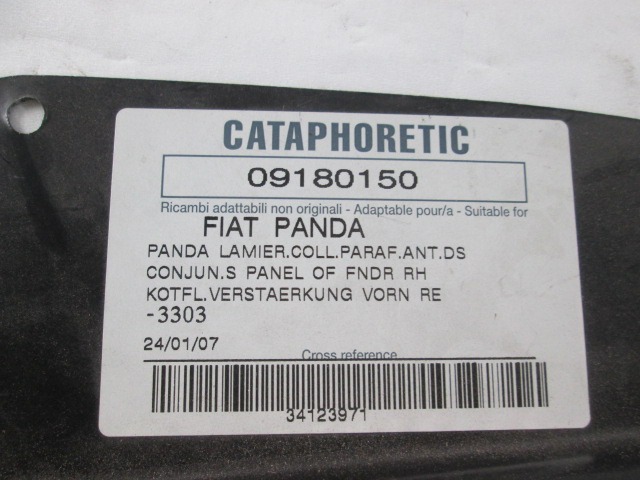 CATAPHORETIC
09180150
Ricambi adattabili non originali - Adaptable pour/a - Suitable for
FIAT PANDA
PANDA LAMIER.COLL.PARAF.ANT.DS
CONJUN.S PANEL OF FNDR RH
KOTFL.VERSTAERKUNG VORN RE
-3303
24/01/07
Cross reference
34123971